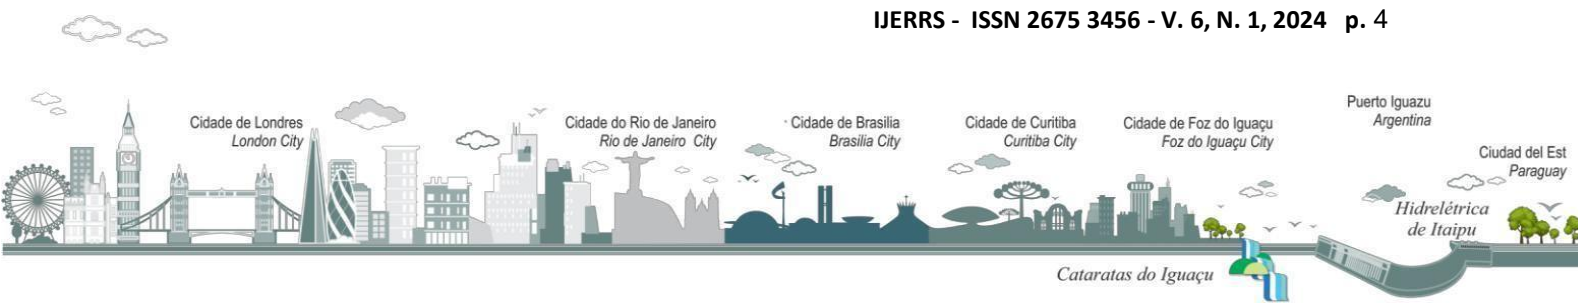 IJERRS - ISSN 2675 3456 - V. 6, N. 1, 2024 p. 4
Cidade de Londres
London City
Cidade do Rio de Janeiro
Rio de Janeiro City
Cidade de Brasilia
Brasilia City
Cidade de Curitiba
Curitiba City
Cidade de Foz do Iguaçu
Foz do Iguaçu City
Puerto Iguazu
Argentina
Ciudad del Est
Paraguay
Hidrelétrica
de Itaipu
Cataratas do Iguaçu